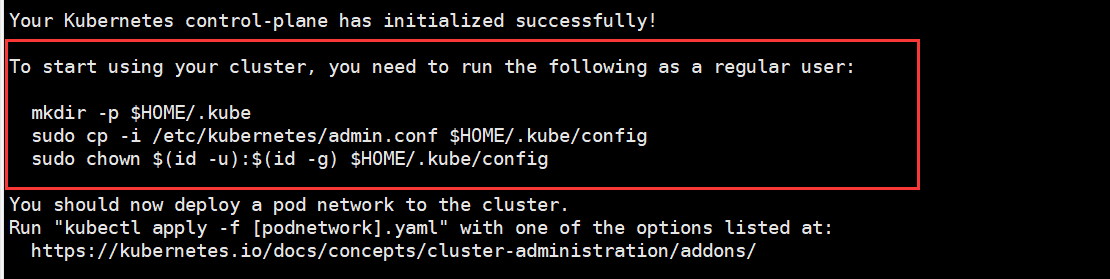 Your Kubernetes control-plane has initialized successfully!
To start using your cluster, you need to run the following as a regular user:
mkdir -p $HOME/.kube
sudo cp -i /etc/kubernetes/admin.conf $HOME/.kube/config
sudo chown $(id -u):$(id -g) $HOME/.kube/config
You should now deploy a pod network to the cluster.
Run "kubectl apply -f [podnetwork].yaml" with one of the options listed at:
https://kubernetes.io/docs/concepts/cluster-administration/addons/